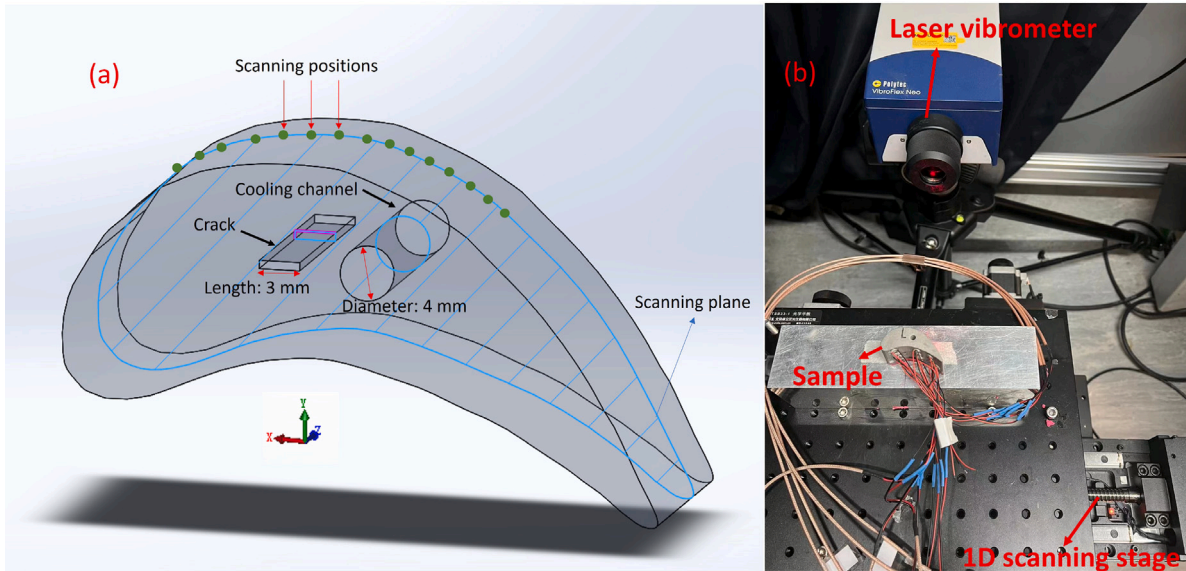 (a)
Scanning positions
Cooling channel
Crack
Length: 3 mm
Diameter: 4 mm
Scanning plane
Y
X
Z
(b)
Laser vibrometer
Polytec
VibroFlex Neo
L
Sample
1D scanning stage